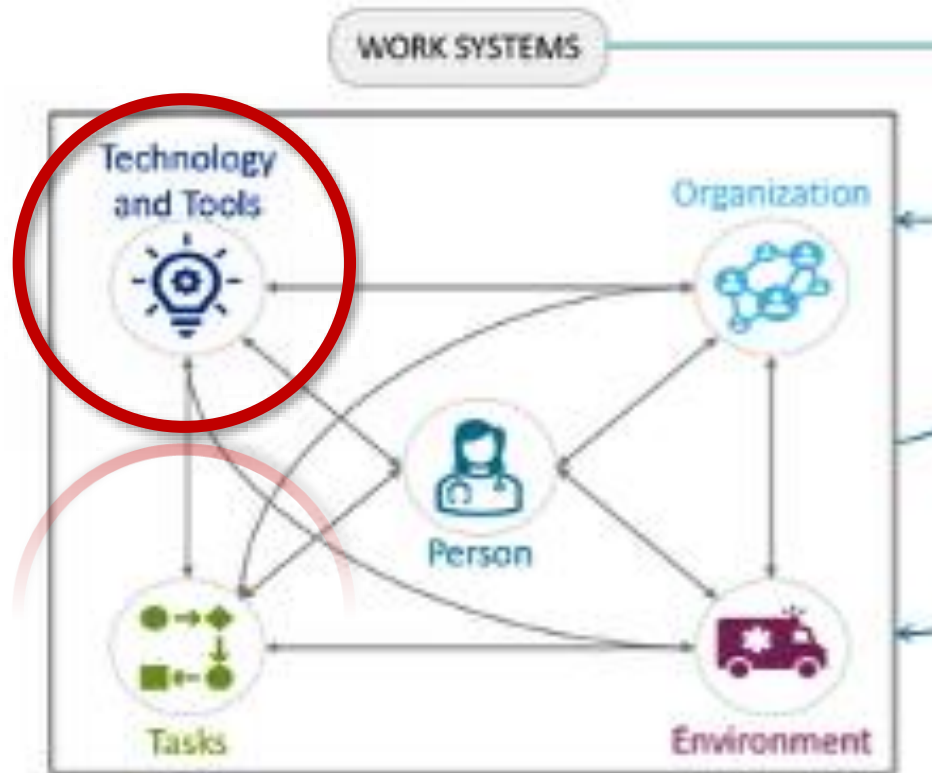 WORK SYSTEMS
Technology
and Tools
Organization
Person
Tasks
Environment